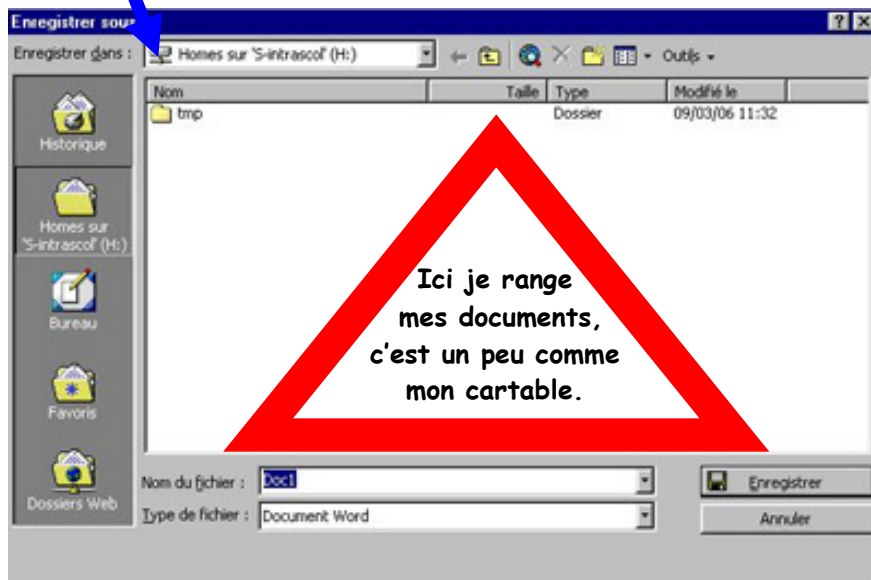 Enregistrer sous
Enregistrer dans :
Homes sur 'S-intrascol' (H:)
Outils
Nom
Taille
Type
Modifié le
tmp
Dossier
09/03/06 11:32
Historique
Homes sur
'S-intrascol' (H:)
Bureau
Favoris
Dossiers Web
Ici je range
mes documents,
c'est un peu comme
mon cartable.
Nom du fichier :
Doc1
Enregistrer
Type de fichier :
Document Word
Annuler